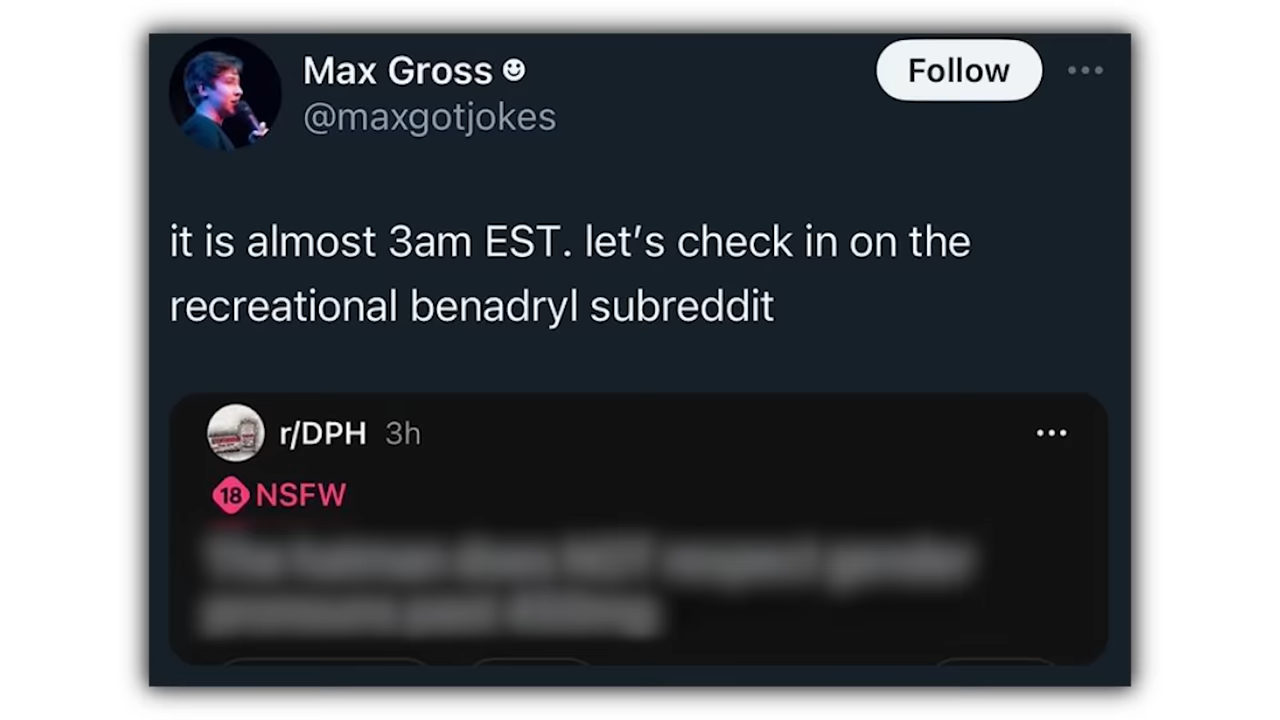 Max Gross
@maxgotjokes
Follow
it is almost 3am EST. let's check in on the
recreational benadryl subreddit
r/DPH 3h
18 NSFW